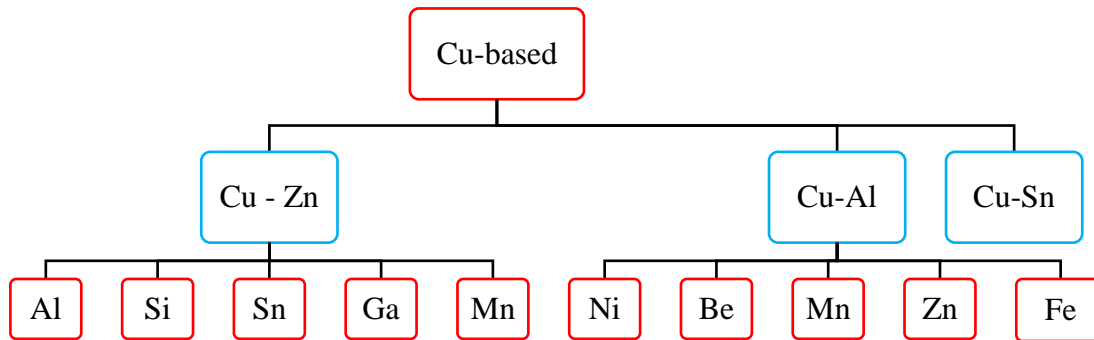 Cu-based
Cu - Zn
Cu-Al
Cu-Sn
Al
Si
Sn
Ga
Mn
Ni
Be
Mn
Zn
Fe